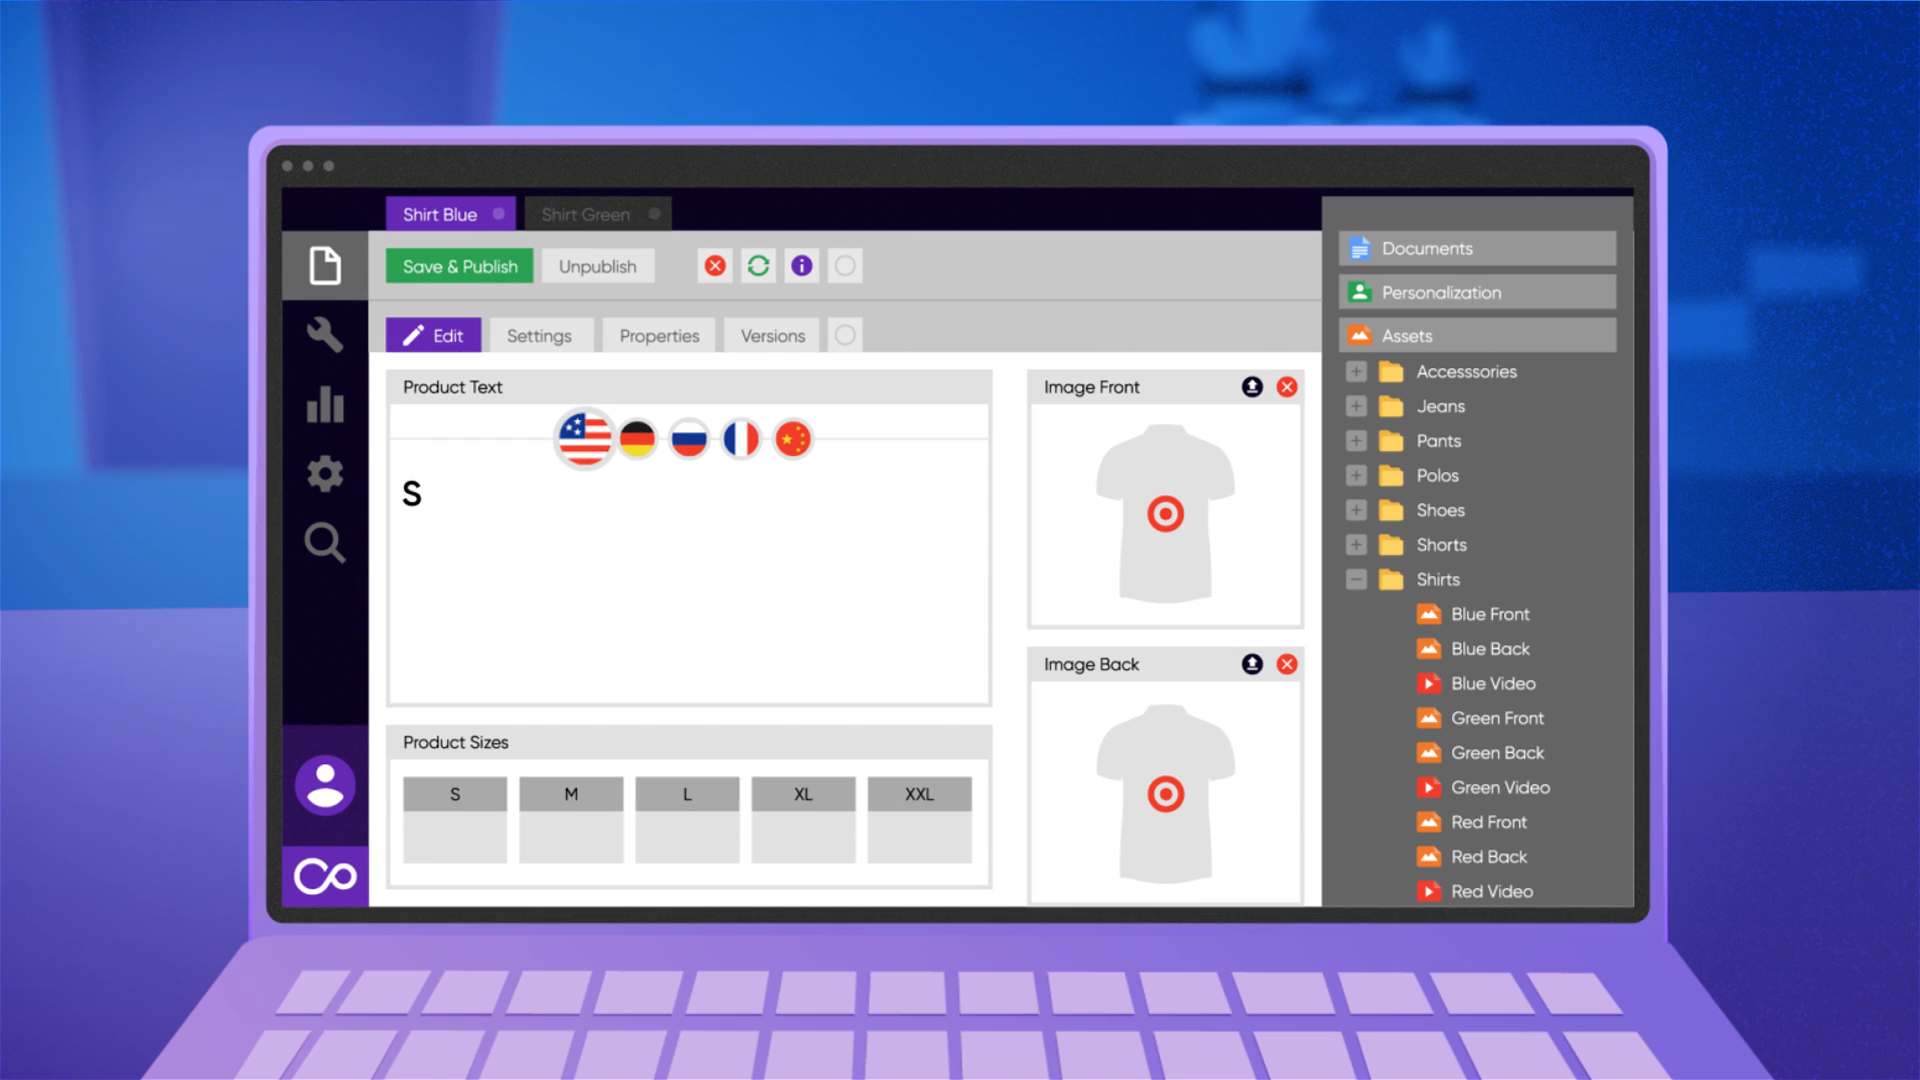 Shirt Blue
Shirt Green
Save & Publish
Unpublish
Edit
Settings
Properties
Versions
Product Text
S
Product Sizes
S
M
L
XL
XXL
Image Front
Image Back
Documents
Personalization
Assets
Accesssories
Jeans
Pants
Polos
Shoes
Shorts
Shirts
Blue Front
Blue Back
Blue Video
Green Front
Green Back
Green Video
Red Front
Red Back
Red Video